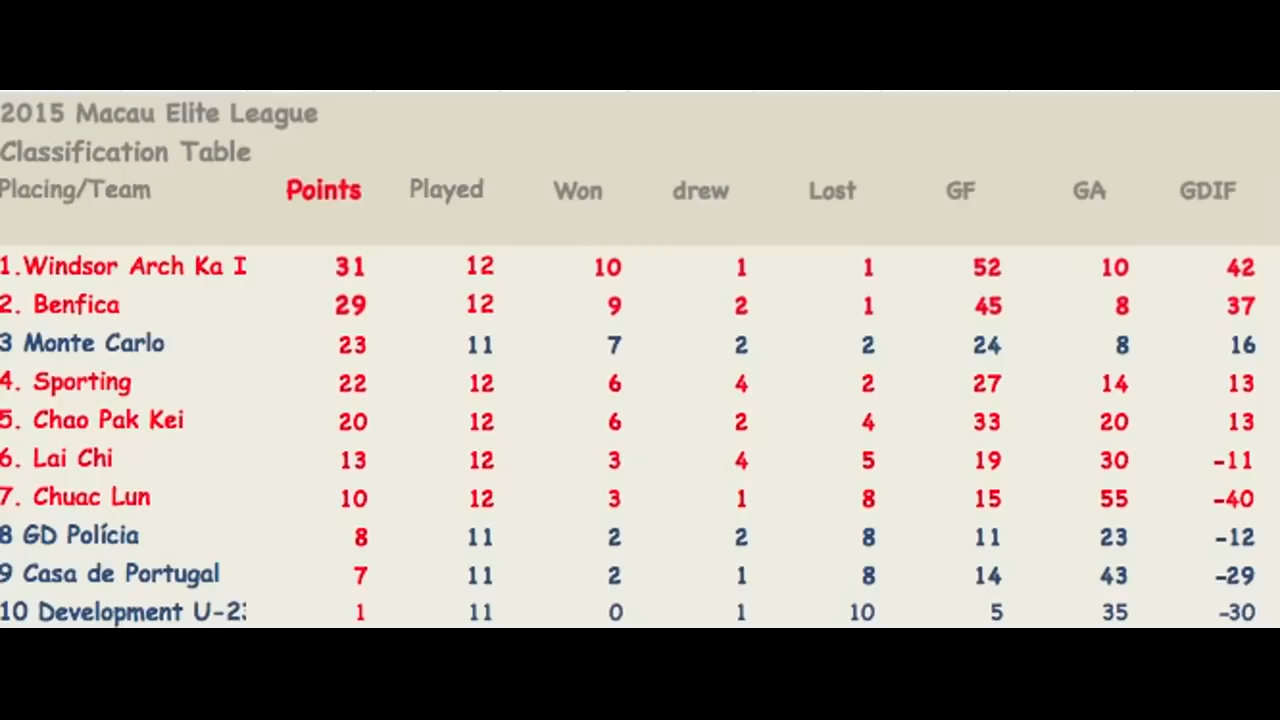 2015 Macau Elite League
Classification Table
Placing/Team Points Played Won drew Lost GF GA GDIF
1.Windsor Arch Ka I 31 12 10 1 1 52 10 42
2. Benfica 29 12 9 2 1 45 8 37
3 Monte Carlo 23 11 7 2 2 24 8 16
4. Sporting 22 12 6 4 2 27 14 13
5. Chao Pak Kei 20 12 6 2 4 33 20 13
6. Lai Chi 13 12 3 4 5 19 30 -11
7. Chuac Lun 10 12 3 1 8 15 55 -40
8 GD Polícia 8 11 2 2 8 11 23 -12
9 Casa de Portugal 7 11 2 1 8 14 43 -29
10 Development U-23 1 11 0 1 10 5 35 -30